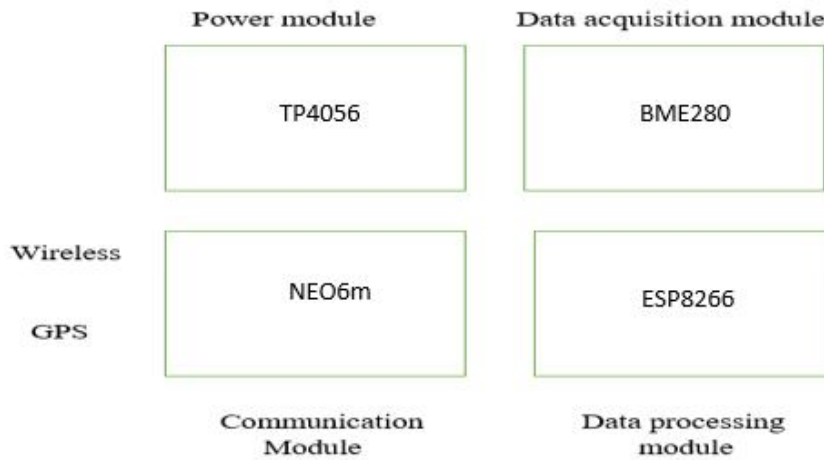 Power module
Data acquisition module
TP4056
BME280
Wireless
GPS
NEO6m
ESP8266
Communication
Module
Data processing
module